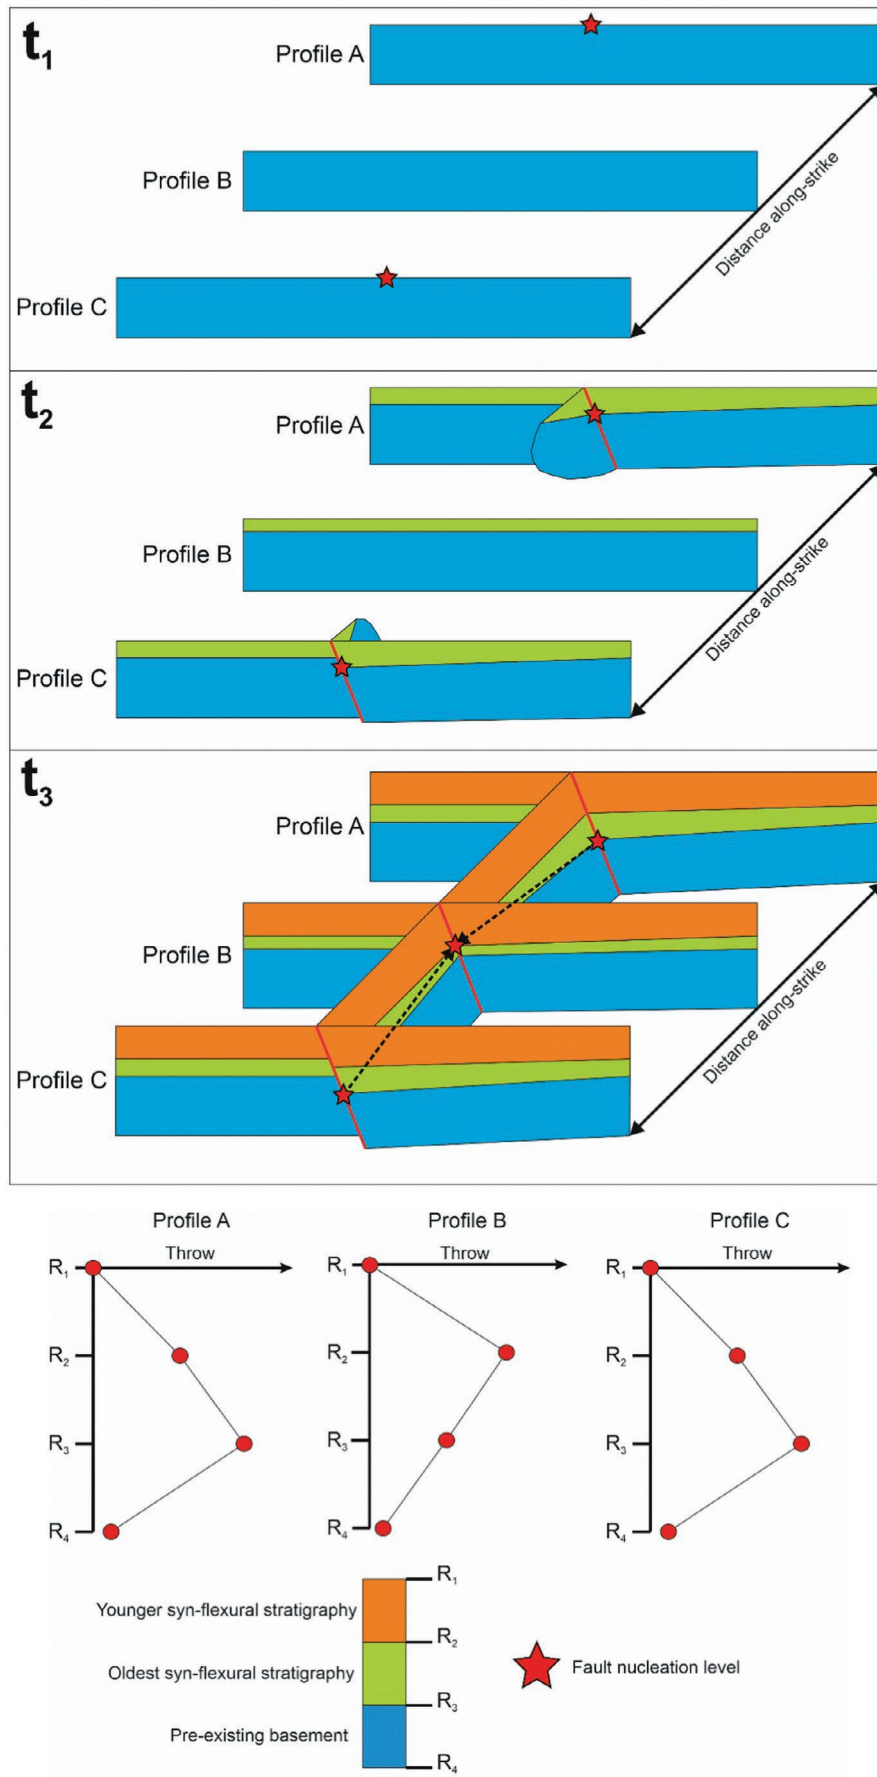 t1
Profile A
Profile B
Profile C
Distance along-strike
t2
Profile A
Profile B
Profile C
Distance along-strike
t3
Profile A
Profile B
Profile C
Distance along-strike
Profile A
Throw
R1
R2
R3
R4
Profile B
Throw
R1
R2
R3
R4
Profile C
Throw
R1
R2
R3
R4
Younger syn-flexural stratigraphy
Oldest syn-flexural stratigraphy
Pre-existing basement
R1
R2
R3
R4
Fault nucleation level